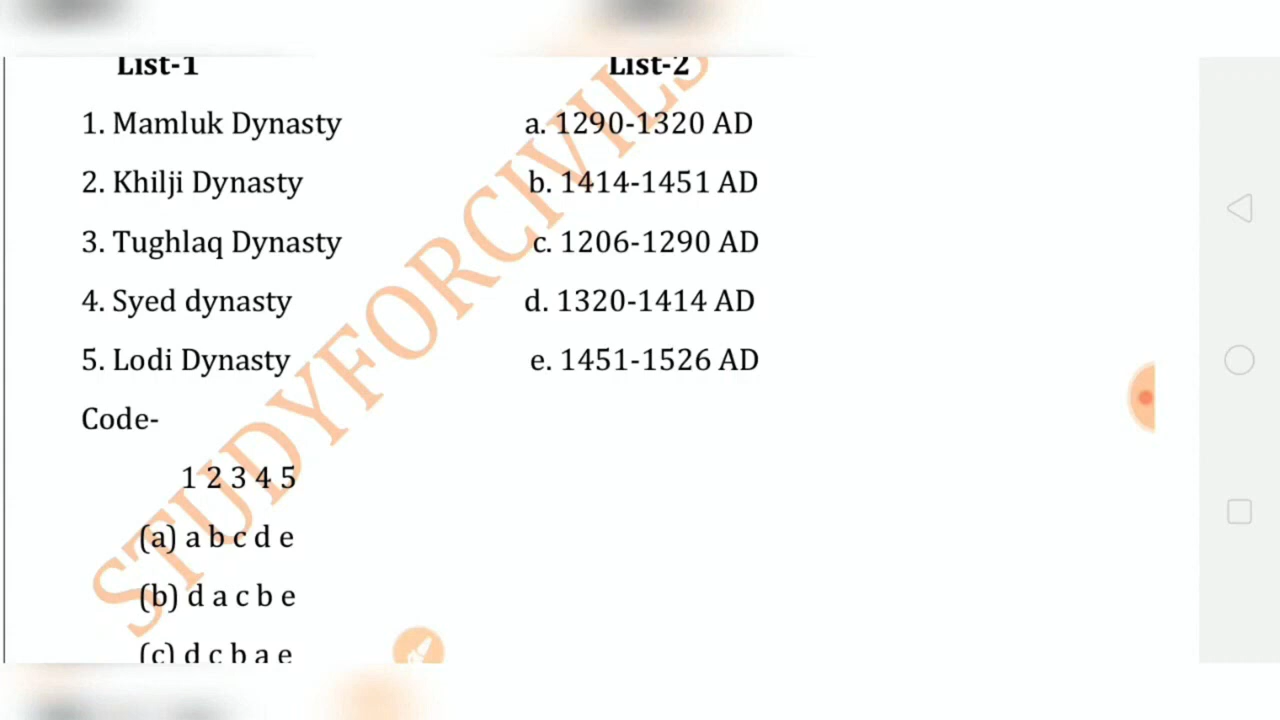 List-1 List-2
1. Mamluk Dynasty a. 1290-1320 AD
2. Khilji Dynasty b. 1414-1451 AD
3. Tughlaq Dynasty c. 1206-1290 AD
4. Syed dynasty d. 1320-1414 AD
5. Lodi Dynasty e. 1451-1526 AD
Code-
1 2 3 4 5
(a) a b c d e
(b) d a c b e
(c) d c b a e
STUDYFORCIVILS